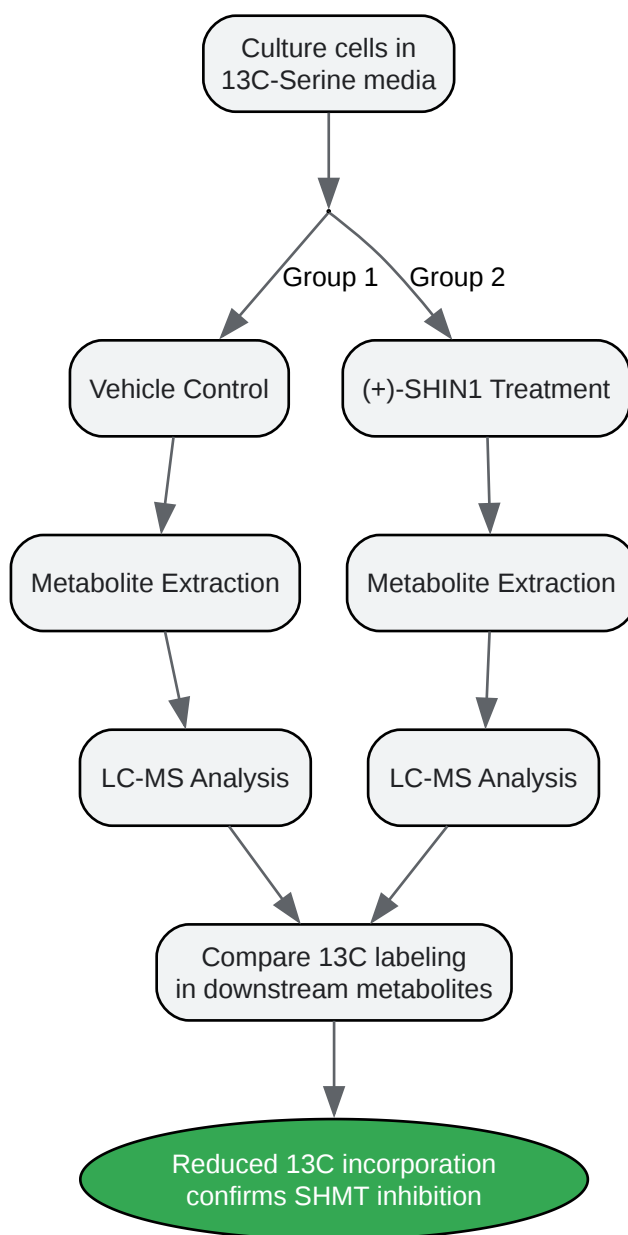 Culture cells in
13C-Serine media
Group 1
Group 2
Vehicle Control
(+)-SHIN1 Treatment
Metabolite Extraction
Metabolite Extraction
LC-MS Analysis
LC-MS Analysis
Compare 13C labeling
in downstream metabolites
Reduced 13C incorporation
confirms SHMT inhibition